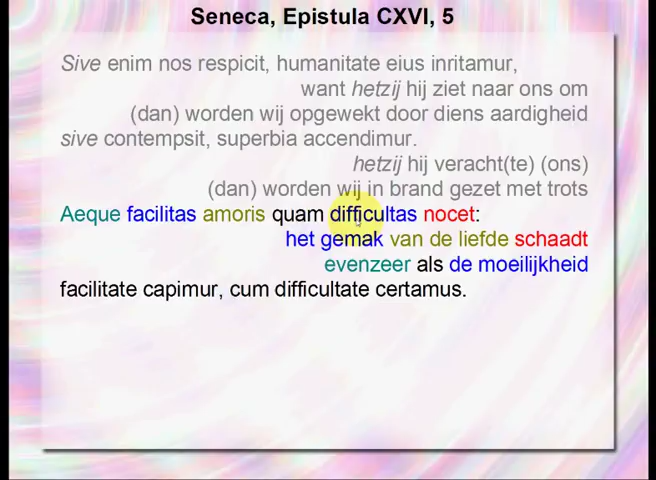 Seneca, Epistula CXVI, 5
Sive enim nos respicit, humanitate eius inritamur,
want hetzij hij ziet naar ons om
(dan) worden wij opgewekt door diens aardigheid
sive contempsit, superbia accendimur.
hetzij hij veracht(te) (ons)
(dan) worden wij in brand gezet met trots
Aeque facilitas amoris quam difficultas nocet:
het gemak van de liefde schaadt
evenzeer als de moeilijkheid
facilitate capimur, cum difficultate certamus.